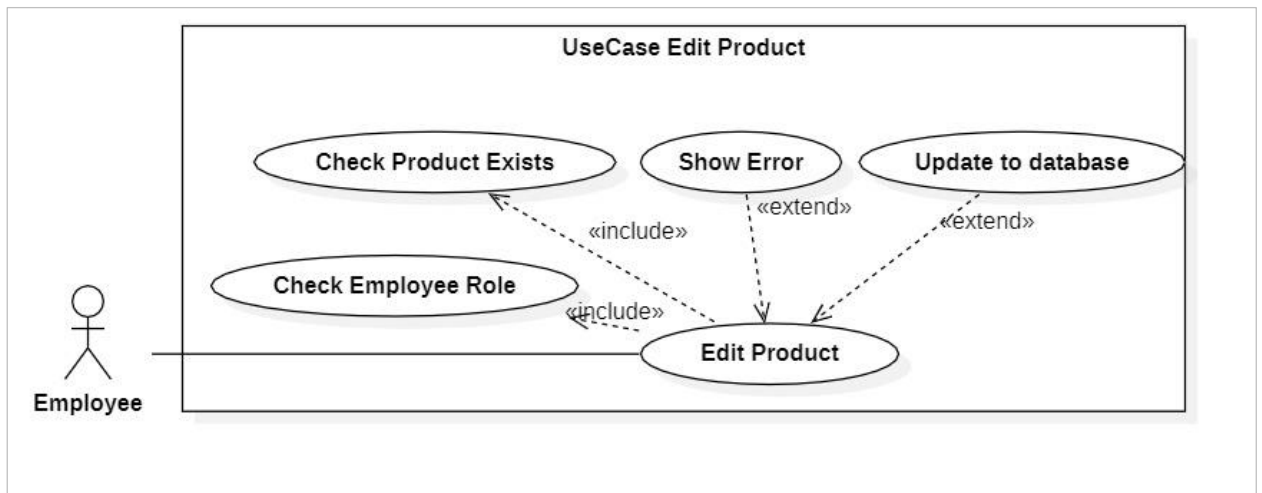 UseCase Edit Product
Check Product Exists
Show Error
Update to database
«extend»
«include»
«extend»
Check Employee Role
«include»
Edit Product
Employee